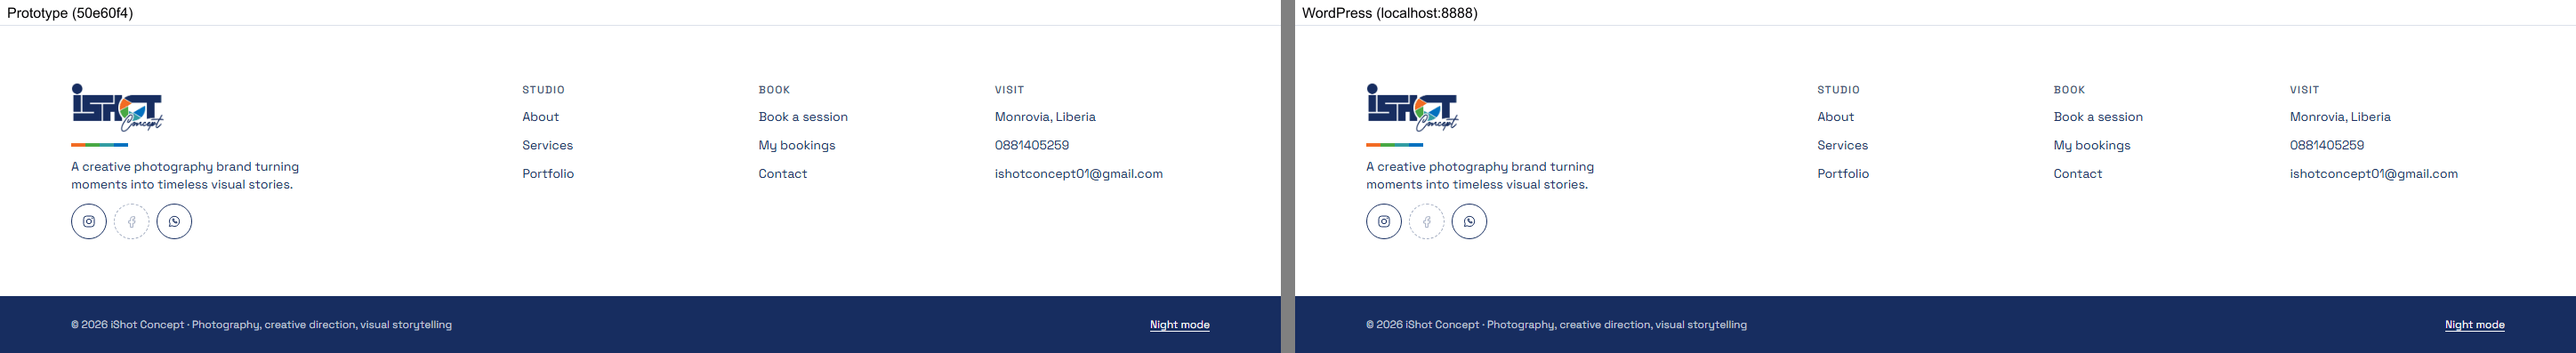 Prototype (50e60f4)
iSHOT
Concept
A creative photography brand turning
moments into timeless visual stories.
STUDIO
About
Services
Portfolio
BOOK
Book a session
My bookings
Contact
VISIT
Monrovia, Liberia
0881405259
ishotconcept01@gmail.com
© 2026 iShot Concept · Photography, creative direction, visual storytelling
Night mode
WordPress (localhost:8888)
iSHOT
Concept
A creative photography brand turning
moments into timeless visual stories.
STUDIO
About
Services
Portfolio
BOOK
Book a session
My bookings
Contact
VISIT
Monrovia, Liberia
0881405259
ishotconcept01@gmail.com
© 2026 iShot Concept · Photography, creative direction, visual storytelling
Night mode